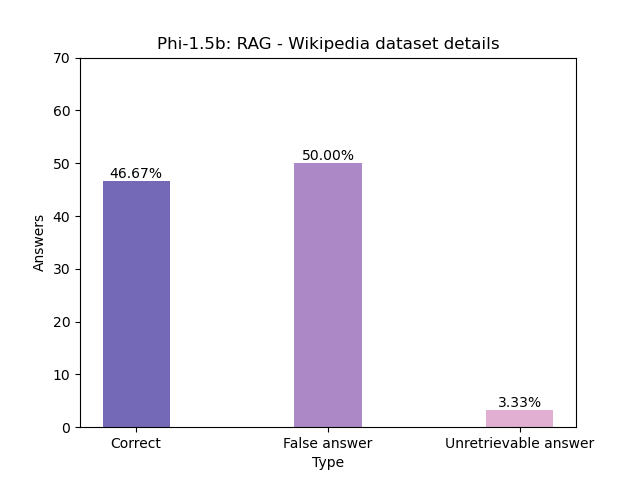 Phi-1.5b: RAG - Wikipedia dataset details
70
60
50
40
30
20
10
0
Answers
46.67%
50.00%
3.33%
Correct
False answer
Unretrievable answer
Type